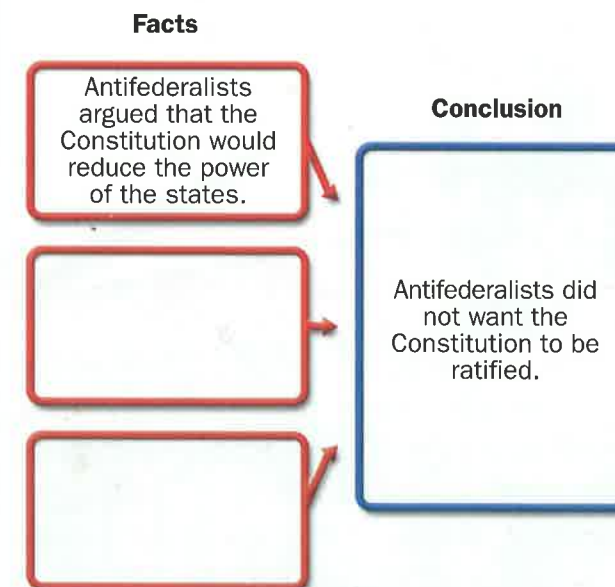 Facts
Antifederalists
argued that the
Constitution would
reduce the power
of the states.
Conclusion
Antifederalists did
not want the
Constitution to be
ratified.